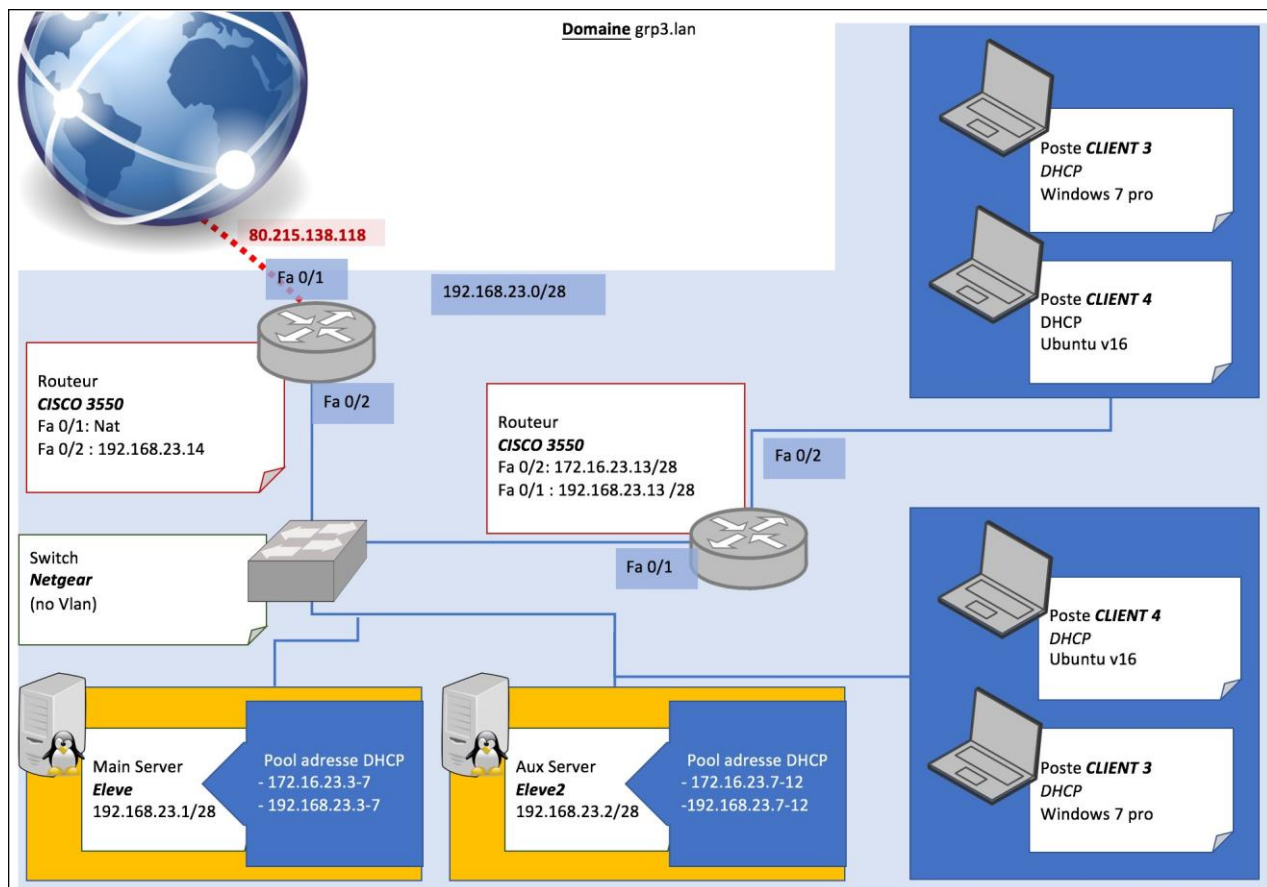 Domaine grp3.lan
80.215.138.118
Fa 0/1
192.168.23.0/28
Poste CLIENT 3
DHCP
Windows 7 pro
Poste CLIENT 4
DHCP
Ubuntu v16
Routeur
CISCO 3550
Fa 0/1: Nat
Fa 0/2 : 192.168.23.14
Fa 0/2
Routeur
CISCO 3550
Fa 0/2: 172.16.23.13/28
Fa 0/1 : 192.168.23.13 /28
Fa 0/2
Fa 0/1
Switch
Netgear
(no Vlan)
Poste CLIENT 4
DHCP
Ubuntu v16
Poste CLIENT 3
DHCP
Windows 7 pro
Main Server
Eleve
192.168.23.1/28
Pool adresse DHCP
- 172.16.23.3-7
- 192.168.23.3-7
Aux Server
Eleve2
192.168.23.2/28
Pool adresse DHCP
- 172.16.23.7-12
-192.168.23.7-12